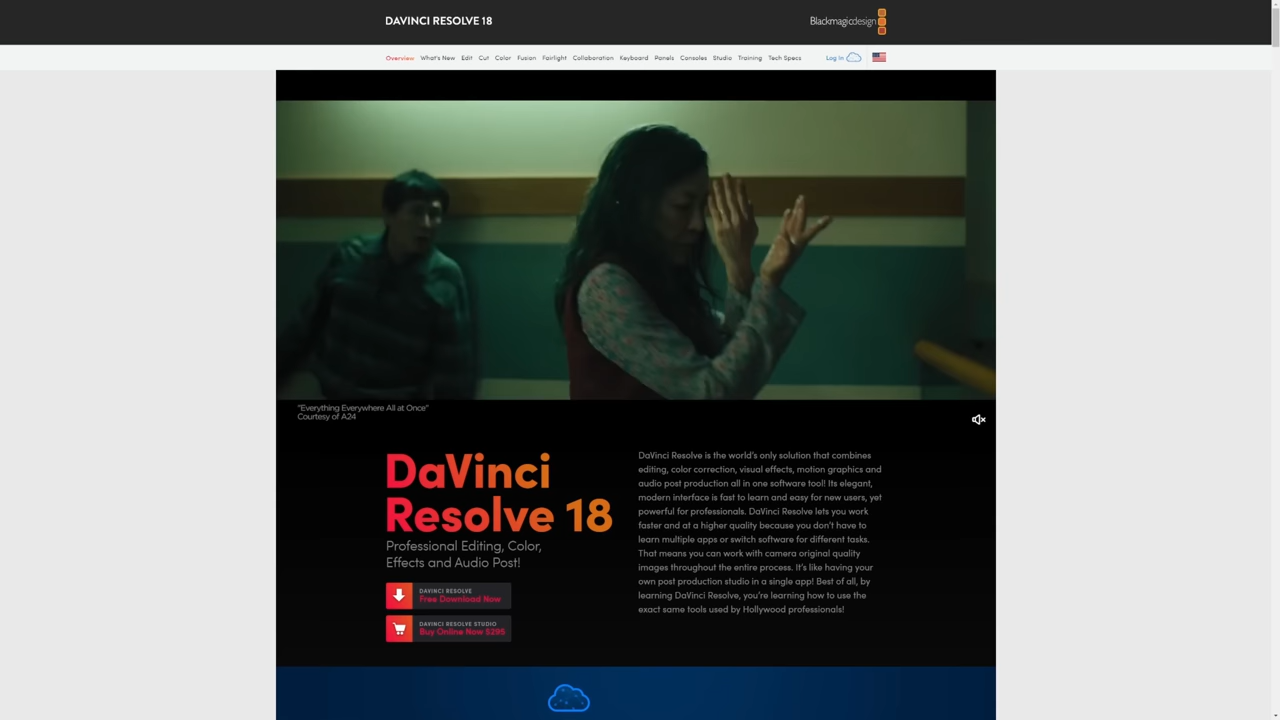 DAVINCI RESOLVE 18
Blackmagicdesign
Overview What's New Edit Cut Color Fusion Fairlight Collaboration Keyboard Panels Consoles Studio Training Tech Specs Log In
"Everything Everywhere All at Once"
Courtesy of A24
DaVinci
Resolve 18
Professional Editing, Color,
Effects and Audio Post!
DAVINCI RESOLVE
Free Download Now
DAVINCI RESOLVE STUDIO
Buy Online Now $295
DaVinci Resolve is the world's only solution that combines
editing, color correction, visual effects, motion graphics and
audio post production all in one software tool! Its elegant,
modern interface is fast to learn and easy for new users, yet
powerful for professionals. DaVinci Resolve lets you work
faster and at a higher quality because you don't have to
learn multiple apps or switch software for different tasks.
That means you can work with camera original quality
images throughout the entire process. It's like having your
own post production studio in a single app! Best of all, by
learning DaVinci Resolve, you're learning how to use the
exact same tools used by Hollywood professionals!